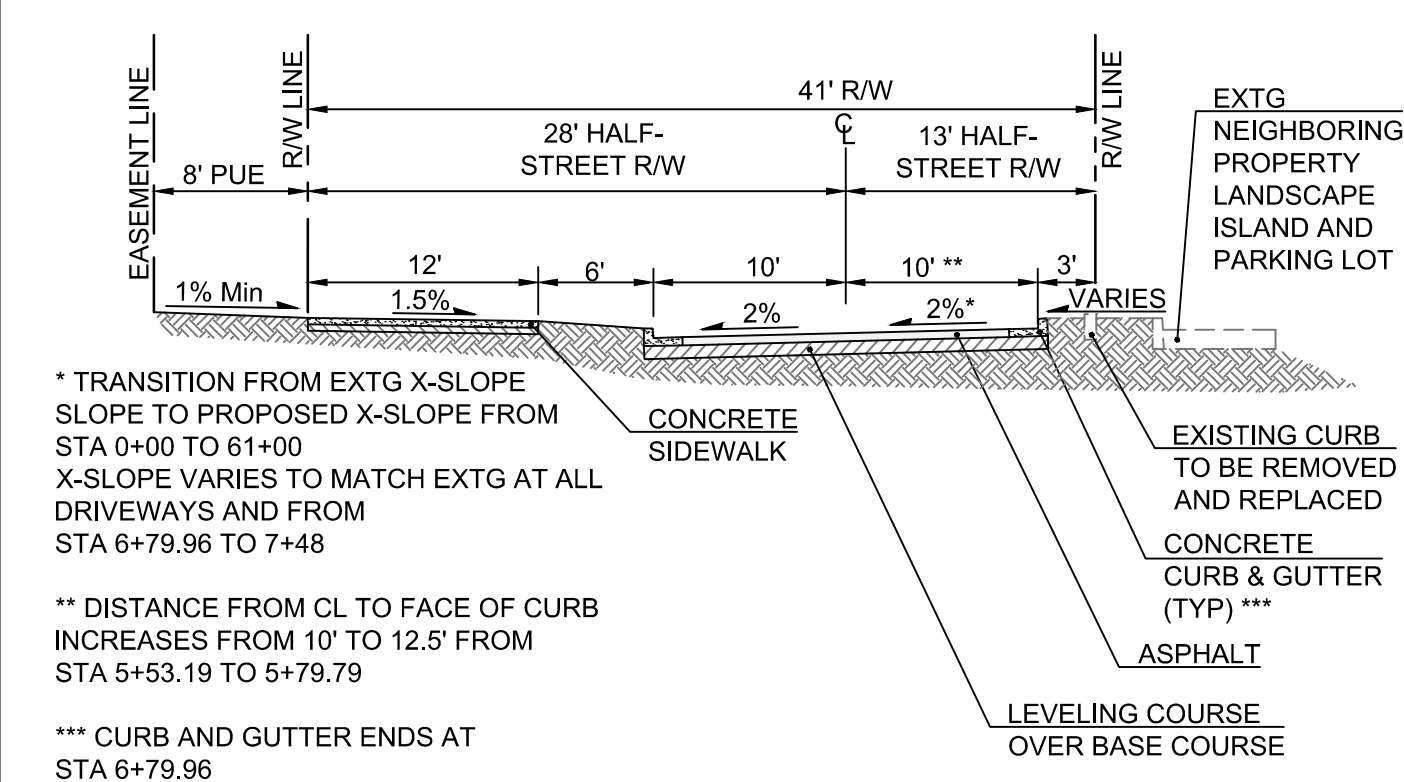 EASEMENT LINE
R/W LINE
41' R/W
R/W LINE
8' PUE
28' HALF-
STREET R/W
CL
13' HALF-
STREET R/W
EXTG
NEIGHBORING
PROPERTY
LANDSCAPE
ISLAND AND
PARKING LOT
12'
6'
10'
10' **
3'
1% Min
1.5%
2%
2%*
VARIES
* TRANSITION FROM EXTG X-SLOPE
SLOPE TO PROPOSED X-SLOPE FROM
STA 0+00 TO 61+00
X-SLOPE VARIES TO MATCH EXTG AT ALL
DRIVEWAYS AND FROM
STA 6+79.96 TO 7+48
** DISTANCE FROM CL TO FACE OF CURB
INCREASES FROM 10' TO 12.5' FROM
STA 5+53.19 TO 5+79.79
*** CURB AND GUTTER ENDS AT
STA 6+79.96
CONCRETE
SIDEWALK
EXISTING CURB
TO BE REMOVED
AND REPLACED
CONCRETE
CURB & GUTTER
(TYP) ***
ASPHALT
LEVELING COURSE
OVER BASE COURSE